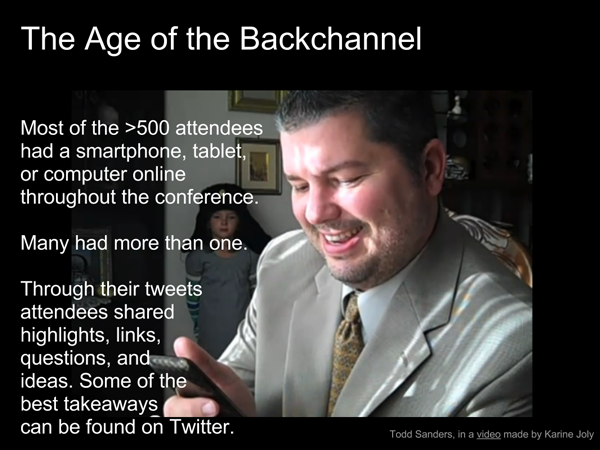 The Age of the Backchannel
Most of the >500 attendees
had a smartphone, tablet,
or computer online
throughout the conference.
Many had more than one.
Through their tweets
attendees shared
highlights, links,
questions, and
ideas. Some of the
best takeaways
can be found on Twitter.
Todd Sanders, in a video made by Karine Joly